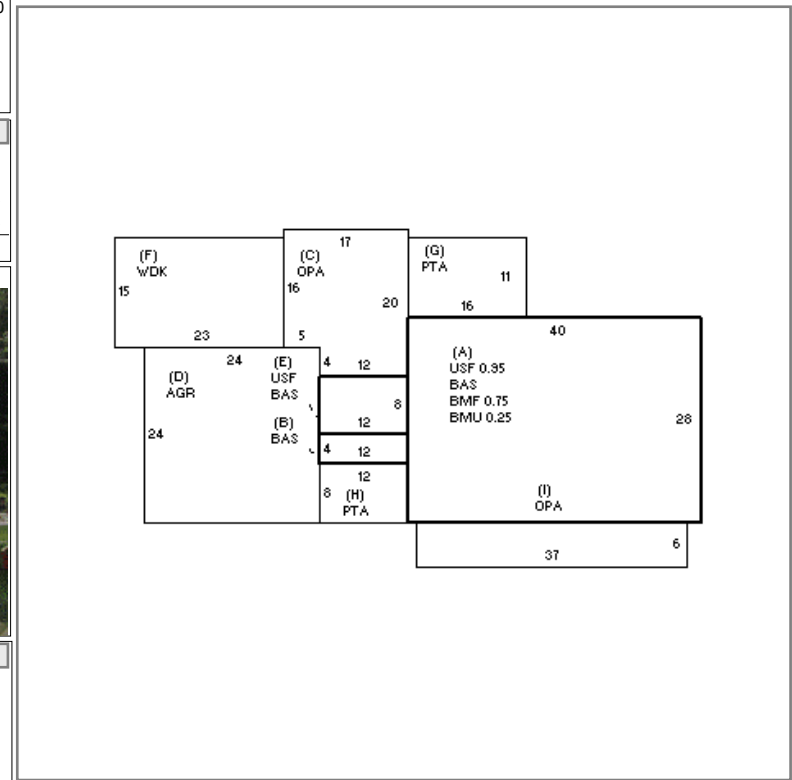 0
17
(F)
WDK
15
23
(C)
OPA
16
20
5
(G)
PTA
11
16
40
(A)
USF 0.95
BAS
BMF 0.75
BMU 0.25
28
24
(D)
AGR
24
(E)
USF
BAS
(B)
BAS
4
12
8
12
4
12
12
8
(H)
PTA
(I)
OPA
6
37